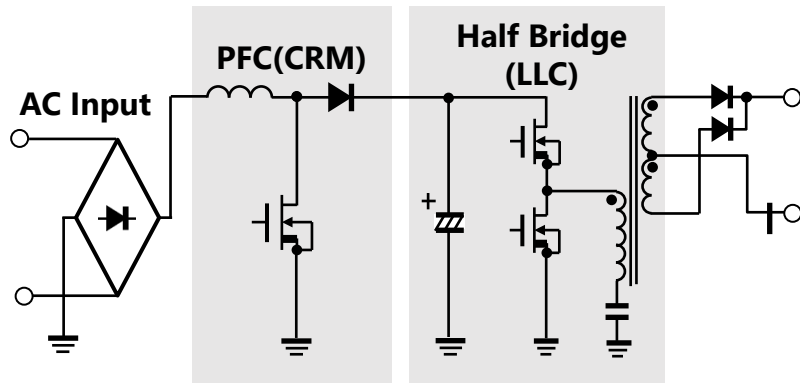 PFC(CRM)
Half Bridge
(LLC)
AC Input
+